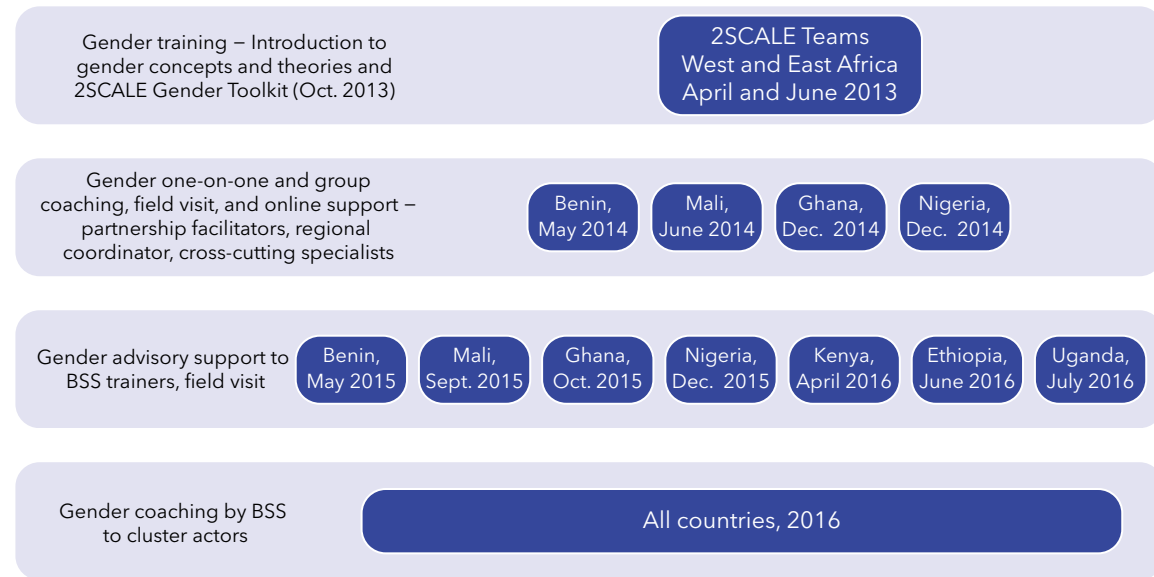 Gender training – Introduction to
gender concepts and theories and
2SCALE Gender Toolkit (Oct. 2013)
2SCALE Teams
West and East Africa
April and June 2013
Gender one-on-one and group
coaching, field visit, and online support –
partnership facilitators, regional
coordinator, cross-cutting specialists
Benin,
May 2014
Mali,
June 2014
Ghana,
Dec. 2014
Nigeria,
Dec. 2014
Gender advisory support to
BSS trainers, field visit
Benin,
May 2015
Mali,
Sept. 2015
Ghana,
Oct. 2015
Nigeria,
Dec. 2015
Kenya,
April 2016
Ethiopia,
June 2016
Uganda,
July 2016
Gender coaching by BSS
to cluster actors
All countries, 2016